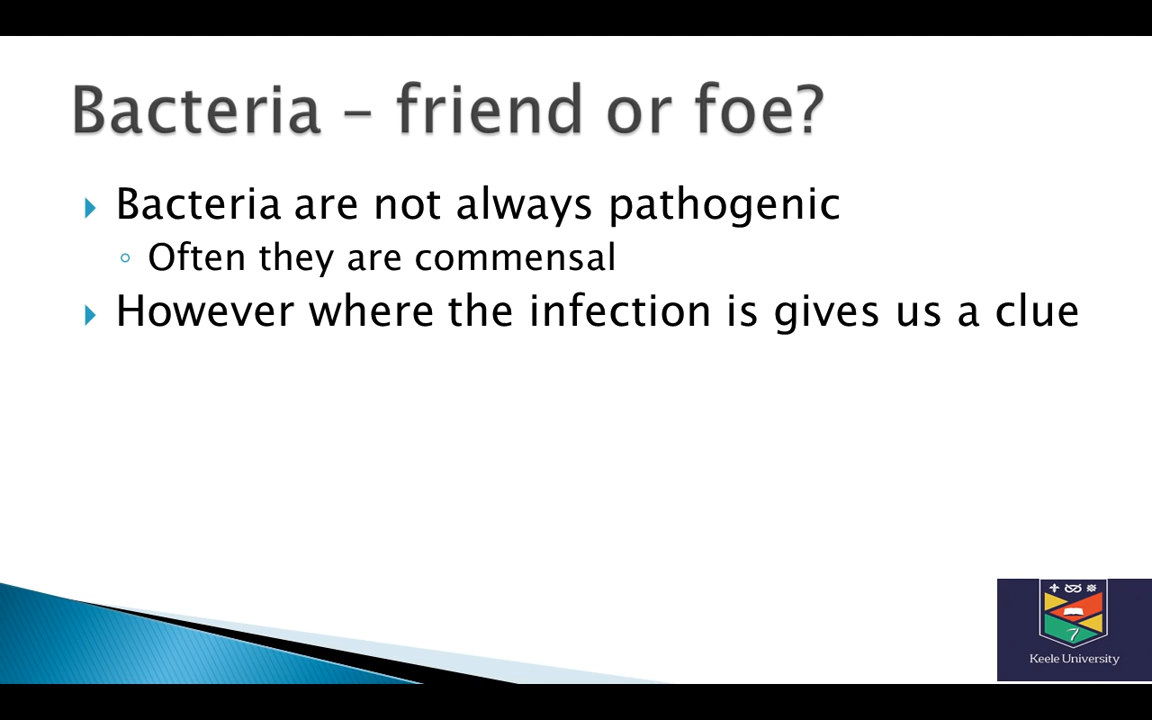 Bacteria – friend or foe?
Bacteria are not always pathogenic
Often they are commensal
However where the infection is gives us a clue
Keele University